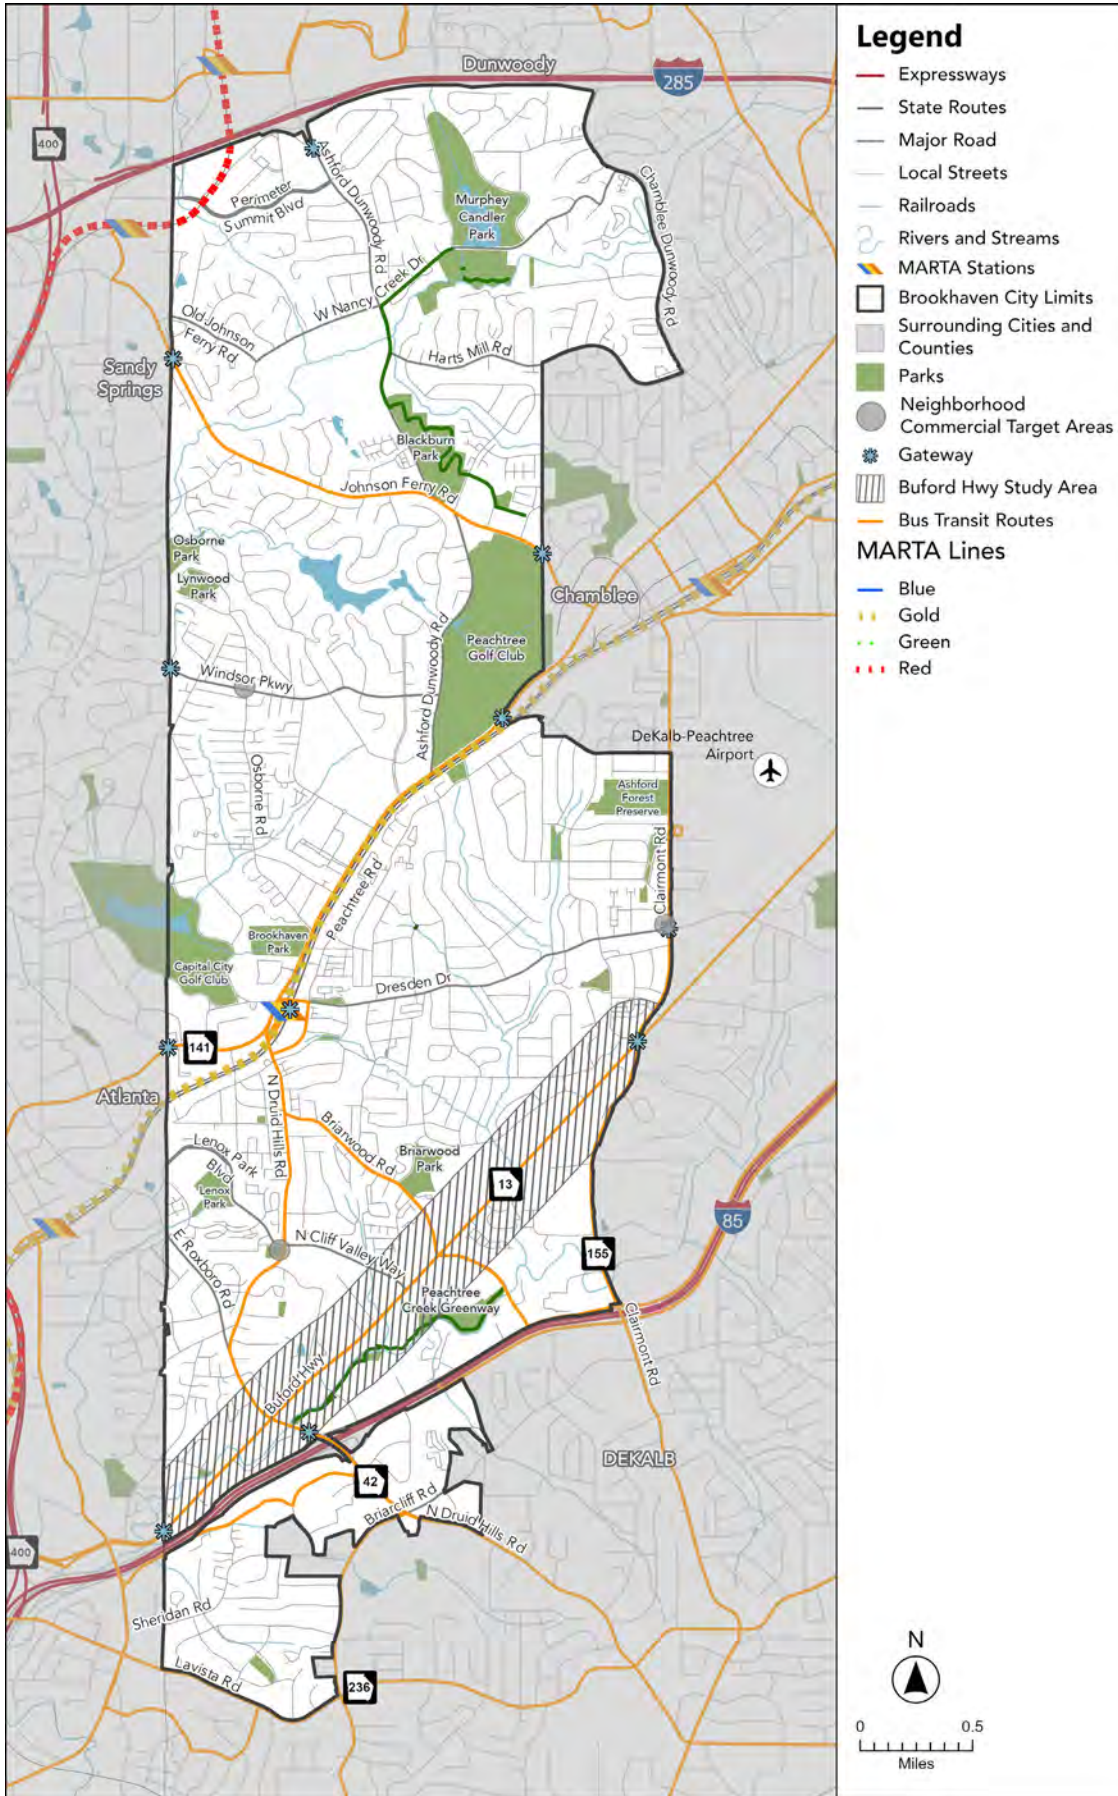 Dunwoody
285
400
Ashford Dunwoody Rd
Perimeter
Summit Blvd
Murphey
Candler
Park
Chamblee Dunwoody Rd
W Nancy Creek Dr
Old Johnson
Ferry Rd
Harts Mill Rd
Sandy
Springs
Blackburn
Park
Johnson Ferry Rd
Osborne
Park
Lynwood
Park
Chamblee
Peachtree
Golf Club
Ashford Dunwoody Rd
Windsor Pkwy
DeKalb-Peachtree
Airport
Osborne Rd
Ashford
Forest
Preserve
Clairmont Rd
Peachtree Rd
Brookhaven
Park
Capital City
Golf Club
Dresden Dr
141
Atlanta
N Druid Hills Rd
Briarwood Rd
Lenox Park
Blvd
Lenox
Park
Briarwood
Park
13
85
E Roxboro Rd
N Cliff Valley Way
155
Peachtree
Creek Greenway
Clairmont Rd
Buford Hwy
DEKALB
42
Briarcliff Rd
N Druid Hills Rd
400
Sheridan Rd
Lavista Rd
236
Legend
Expressways
State Routes
Major Road
Local Streets
Railroads
Rivers and Streams
MARTA Stations
Brookhaven City Limits
Surrounding Cities and
Counties
Parks
Neighborhood
Commercial Target Areas
Gateway
Buford Hwy Study Area
Bus Transit Routes
MARTA Lines
Blue
Gold
Green
Red
N
0 0.5
Miles